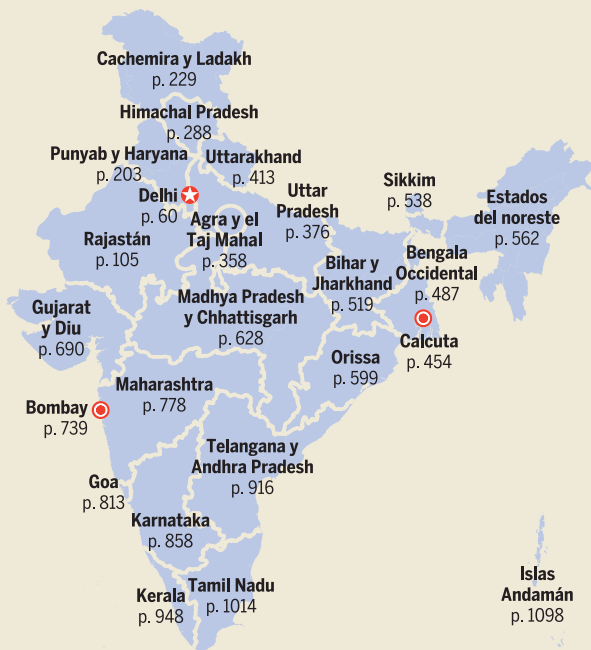 Cachemira y Ladakh
p. 229
Himachal Pradesh
p. 288
Punyab y Haryana
p. 203
Uttarakhand
p. 413
Delhi
p. 60
Agra y el
Taj Mahal
p. 358
Uttar
Pradesh
p. 376
Sikkim
p. 538
Estados
del noreste
p. 562
Rajastán
p. 105
Bihar y
Jharkhand
p. 519
Bengala
Occidental
p. 487
Gujarat
y Diu
p. 690
Madhya Pradesh
y Chhattisgarh
p. 628
Calcuta
p. 454
Orissa
p. 599
Maharashtra
p. 778
Bombay
p. 739
Telangana y
Andhra Pradesh
p. 916
Goa
p. 813
Karnataka
p. 858
Kerala
p. 948
Tamil Nadu
p. 1014
Islas
Andamán
p. 1098